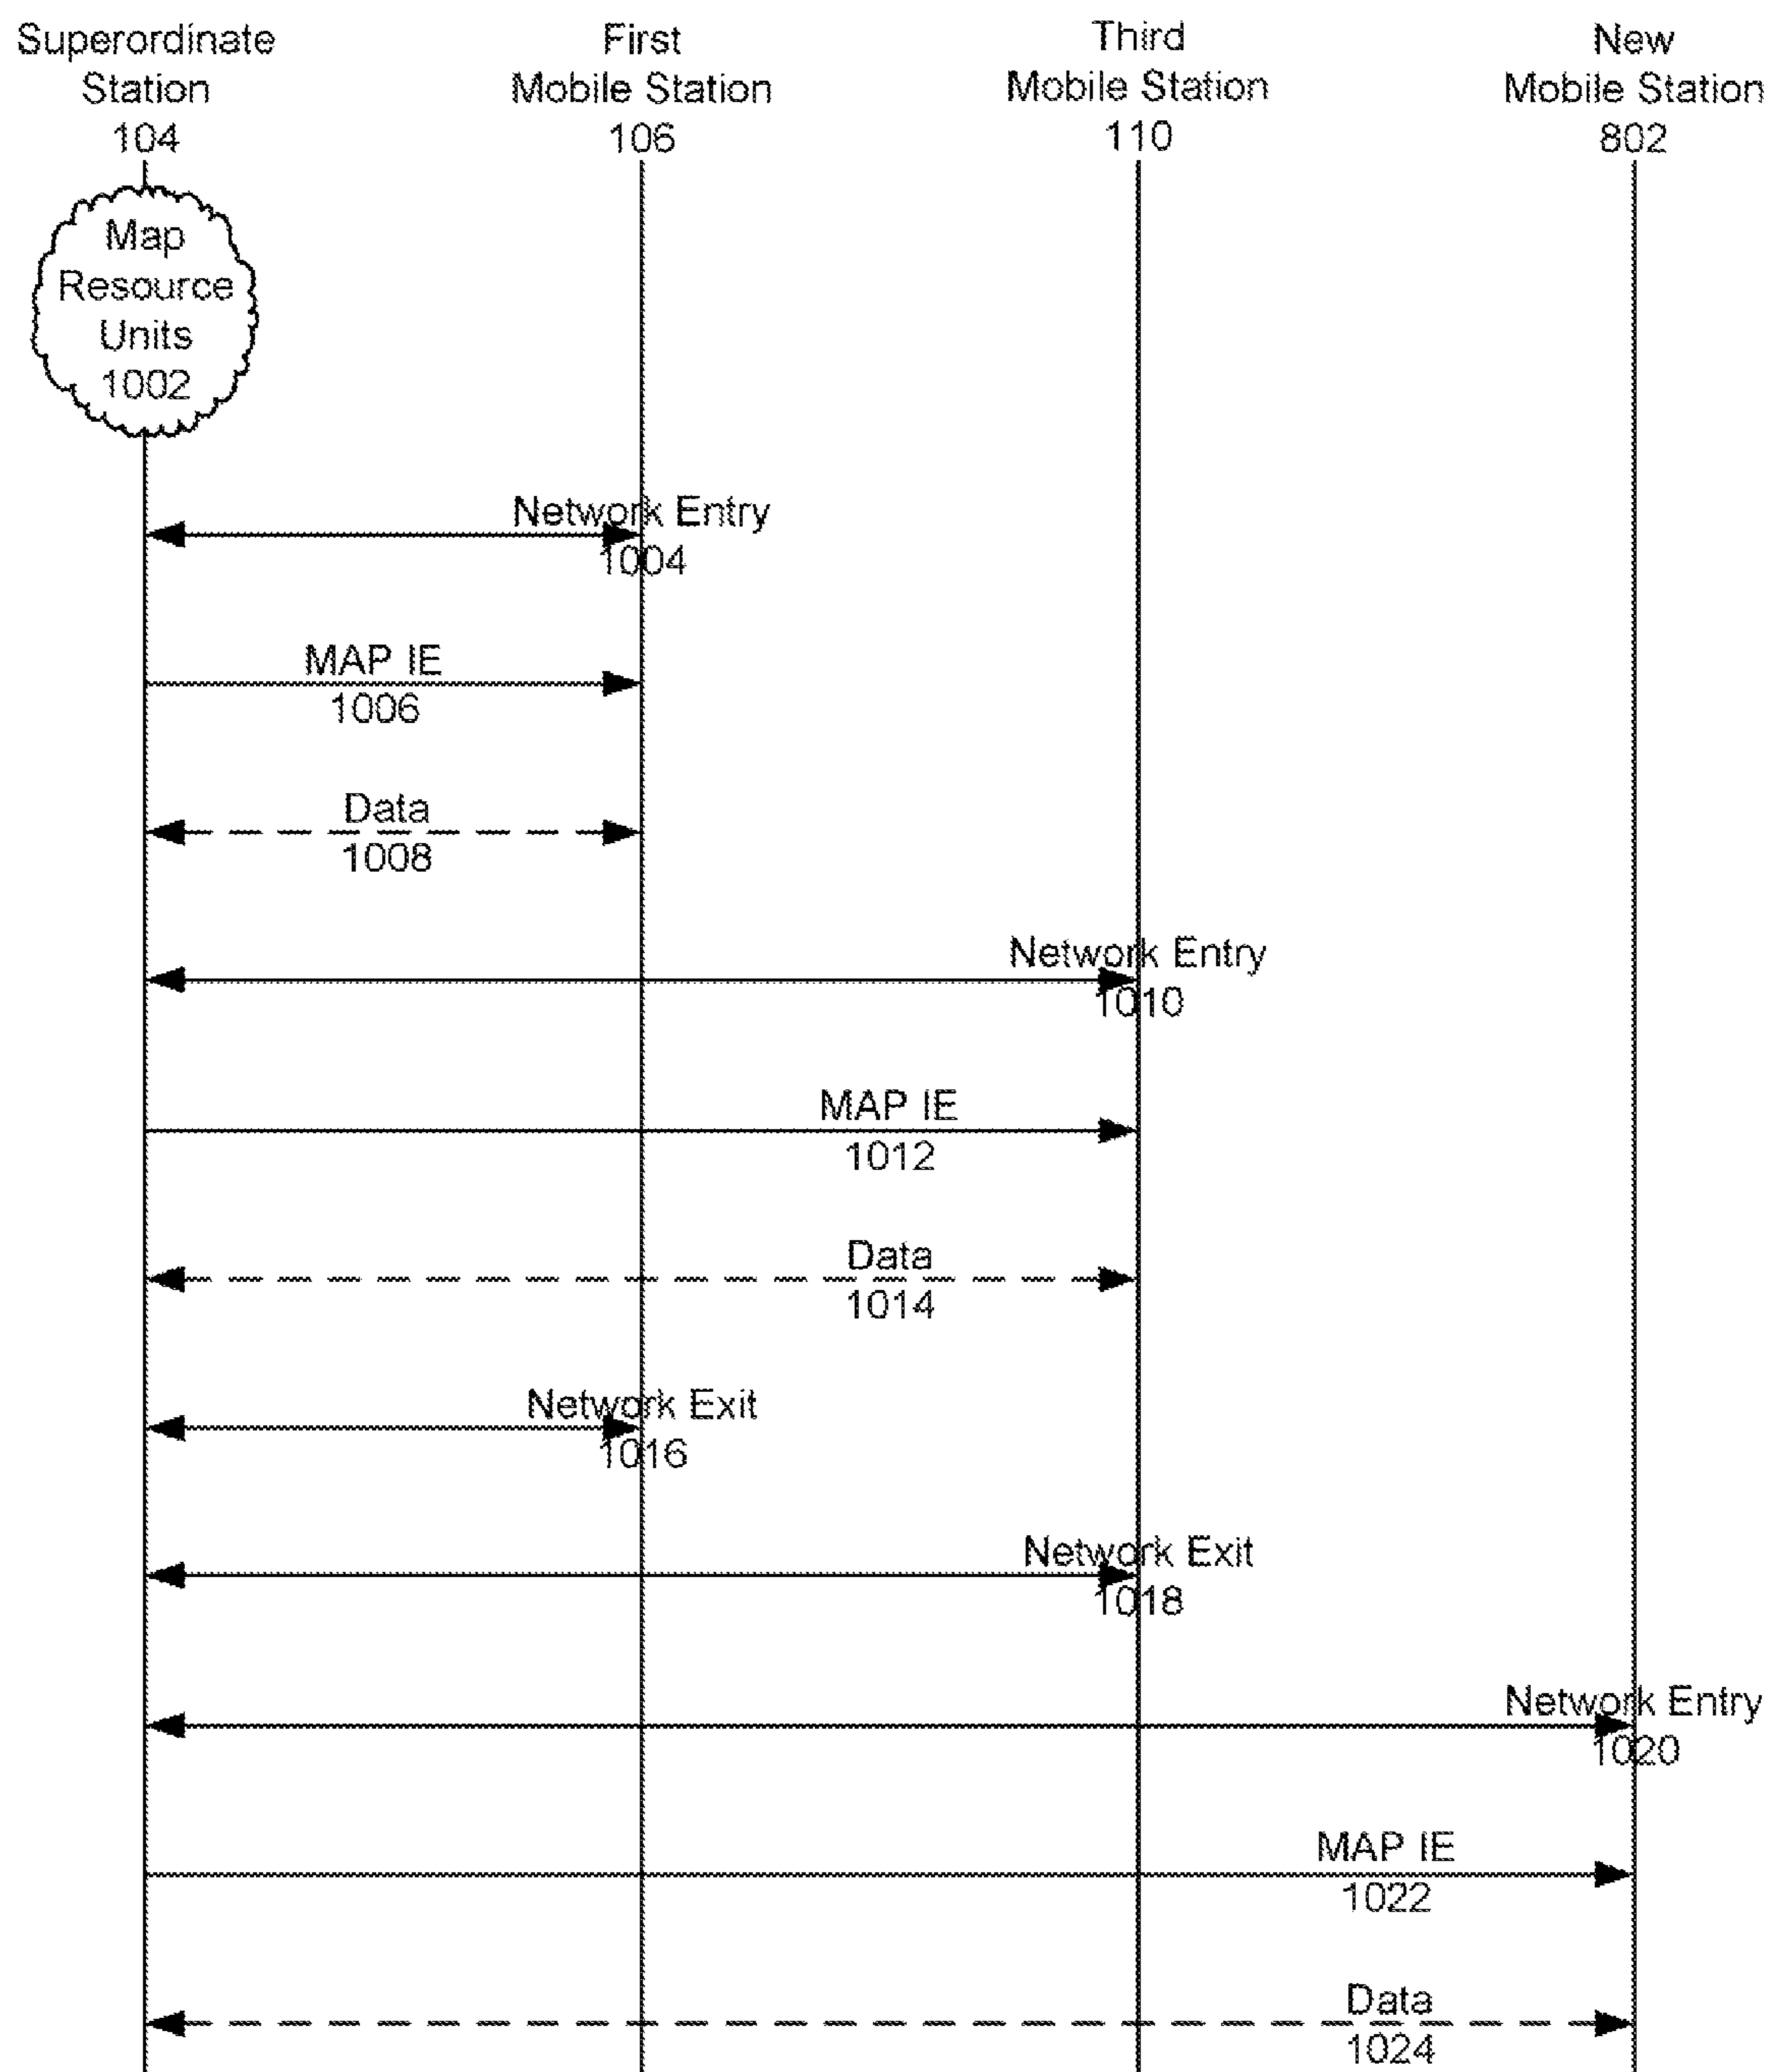 Superordinate
Station
104
First
Mobile Station
106
Third
Mobile Station
110
New
Mobile Station
802
Map
Resource
Units
1002
Network Entry
1004
MAP IE
1006
Data
1008
Network Entry
1010
MAP IE
1012
Data
1014
Network Exit
1016
Network Exit
1018
Network Entry
1020
MAP IE
1022
Data
1024